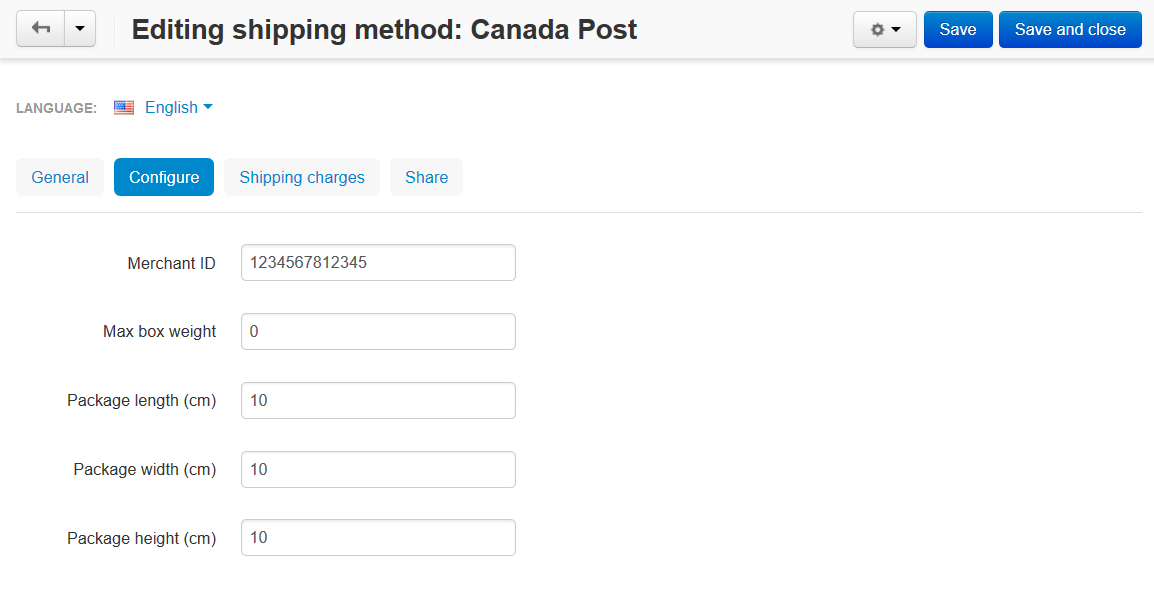 Editing shipping method: Canada Post
Save
Save and close
LANGUAGE: English
General
Configure
Shipping charges
Share
Merchant ID 1234567812345
Max box weight 0
Package length (cm) 10
Package width (cm) 10
Package height (cm) 10